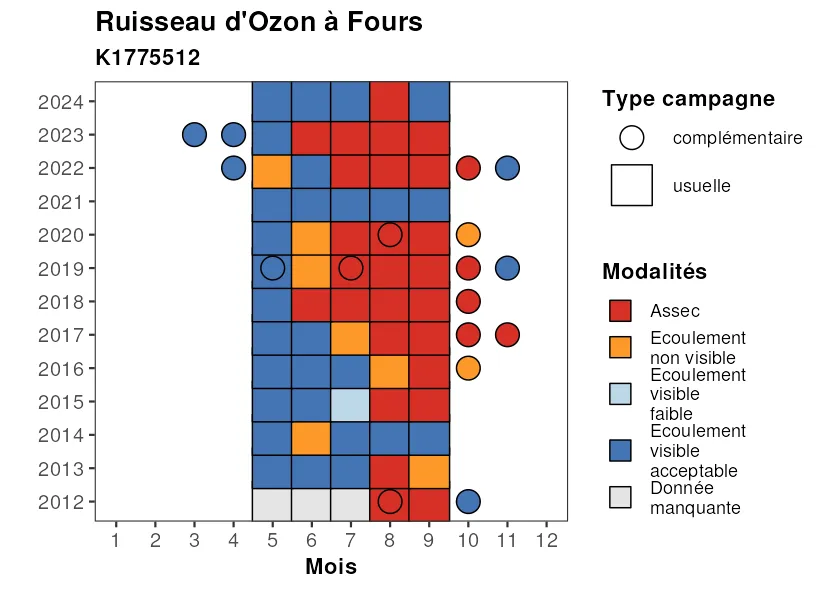 Ruisseau d'Ozon à Fours
K1775512
2024
2023
2022
2021
2020
2019
2018
2017
2016
2015
2014
2013
2012
1 2 3 4 5 6 7 8 9 10 11 12
Mois
Type campagne
complémentaire
usuelle
Modalités
Assec
Ecoulement
non visible
Ecoulement
visible
faible
Ecoulement
visible
acceptable
Donnée
manquante